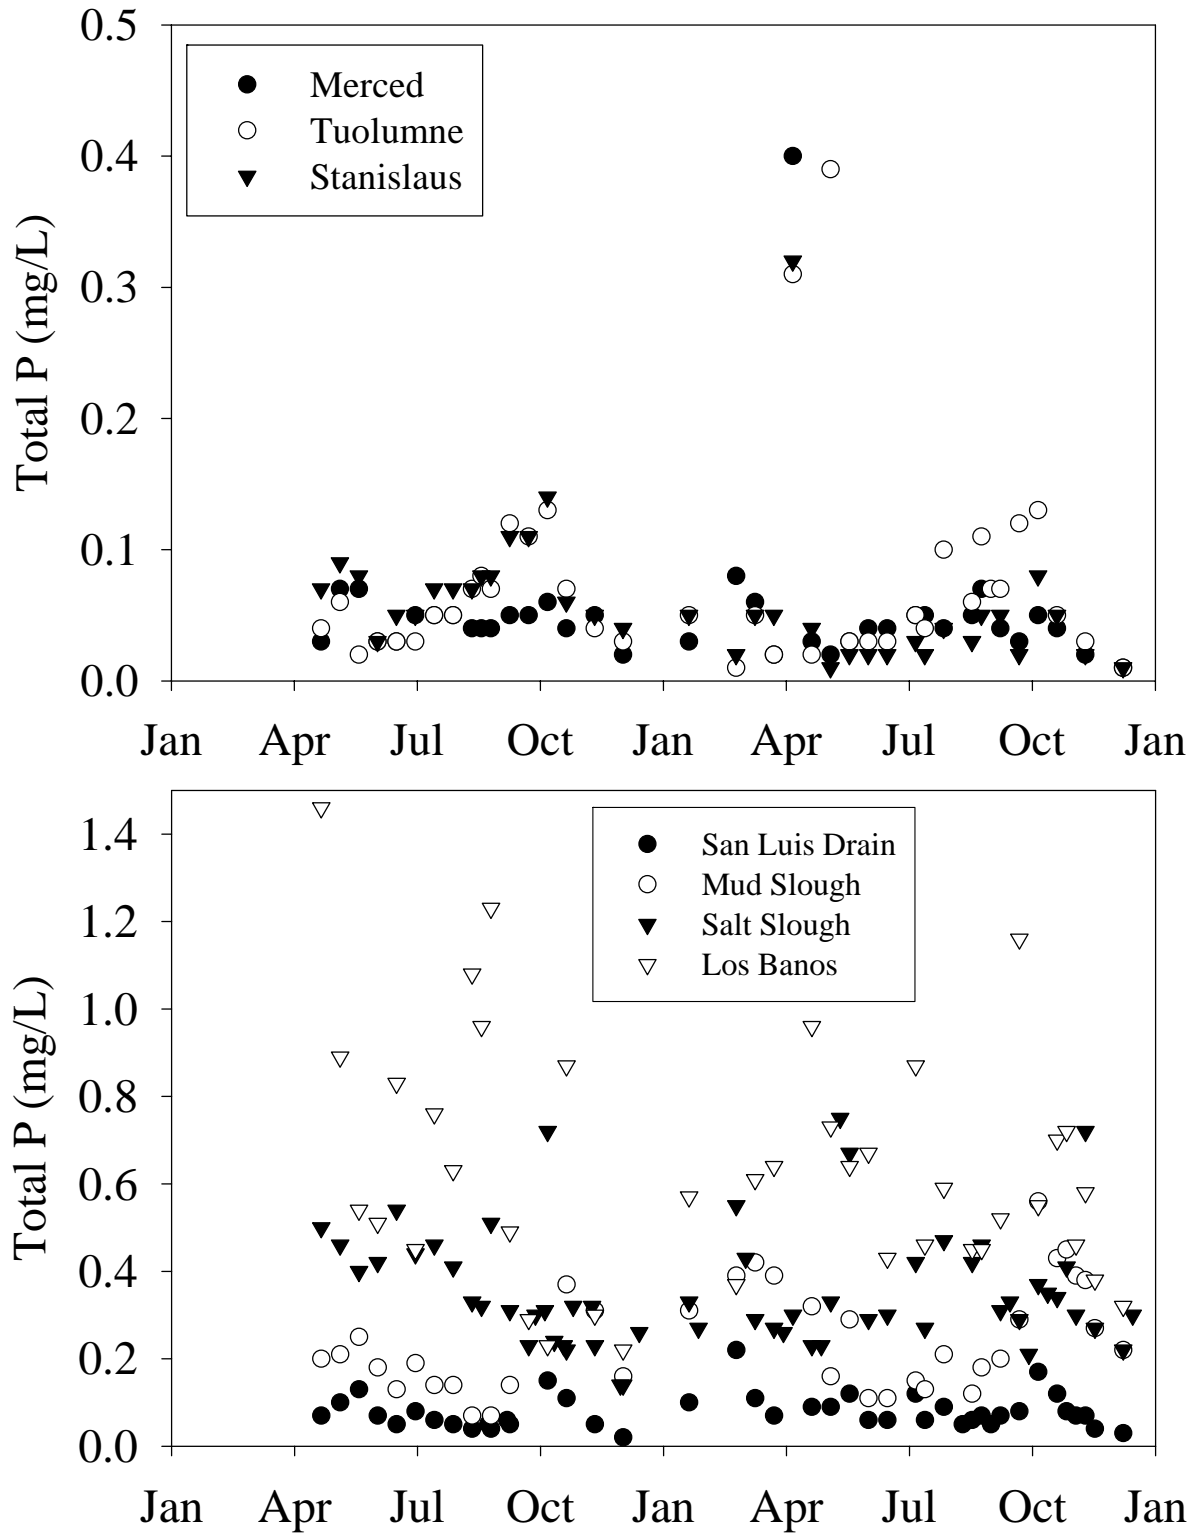 0.5
Merced
Tuolumne
Stanislaus
0.4
0.3
0.2
0.1
0.0
Total P (mg/L)
Jan Apr Jul Oct Jan Apr Jul Oct Jan
San Luis Drain
Mud Slough
Salt Slough
Los Banos
1.4
1.2
1.0
0.8
0.6
0.4
0.2
0.0
Total P (mg/L)
Jan Apr Jul Oct Jan Apr Jul Oct Jan